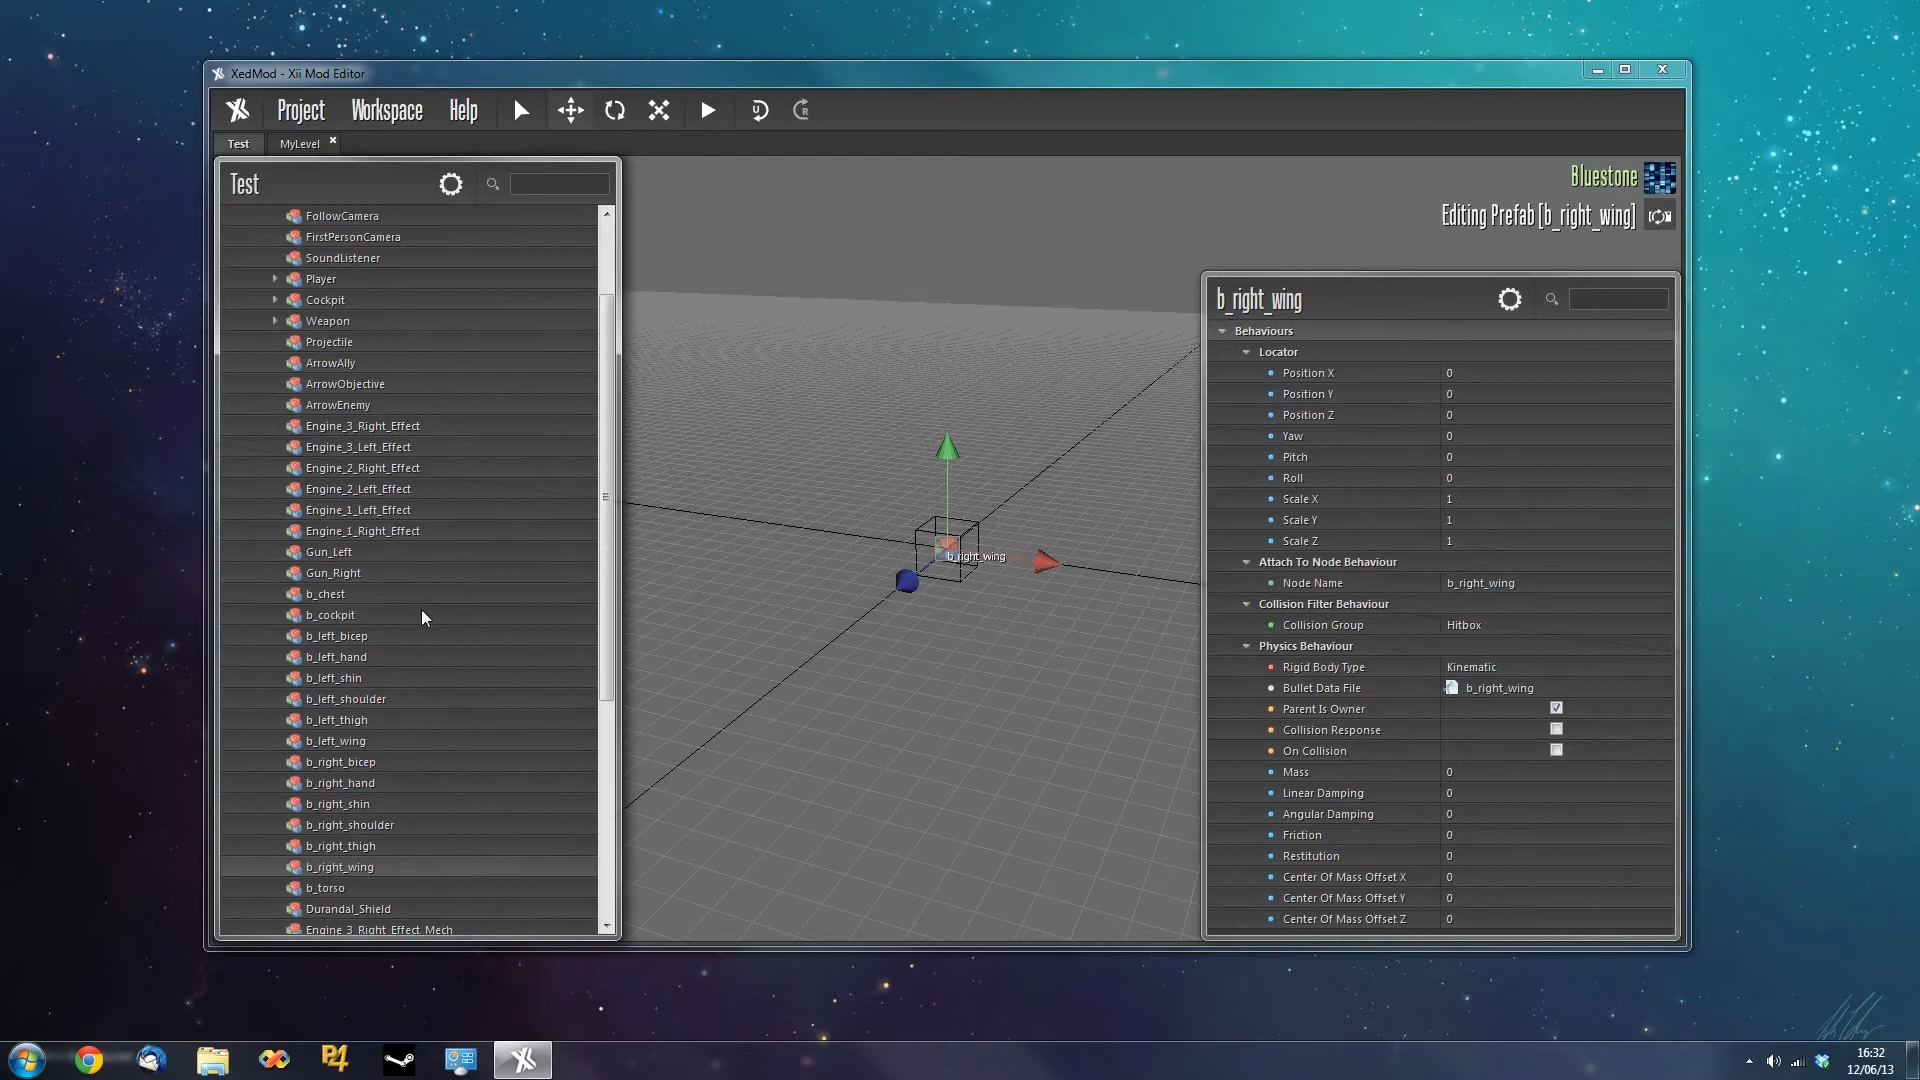 XedMod - Xii Mod Editor
Project Workspace Help
Test MyLevel
Test
FollowCamera
FirstPersonCamera
SoundListener
Player
Cockpit
Weapon
Projectile
ArrowAlly
ArrowObjective
ArrowEnemy
Engine_3_Right_Effect
Engine_3_Left_Effect
Engine_2_Right_Effect
Engine_2_Left_Effect
Engine_1_Left_Effect
Engine_1_Right_Effect
Gun_Left
Gun_Right
b_chest
b_cockpit
b_left_bicep
b_left_hand
b_left_shin
b_left_shoulder
b_left_thigh
b_left_wing
b_right_bicep
b_right_hand
b_right_shin
b_right_shoulder
b_right_thigh
b_right_wing
b_torso
Durandal_Shield
Engine_3_Right_Effect_Mech
b_right_wing
Bluestone
Editing Prefab [b_right_wing]
b_right_wing
Behaviours
Locator
Position X 0
Position Y 0
Position Z 0
Yaw 0
Pitch 0
Roll 0
Scale X 1
Scale Y 1
Scale Z 1
Attach To Node Behaviour
Node Name b_right_wing
Collision Filter Behaviour
Collision Group Hitbox
Physics Behaviour
Rigid Body Type Kinematic
Bullet Data File b_right_wing
Parent Is Owner
Collision Response
On Collision
Mass 0
Linear Damping 0
Angular Damping 0
Friction 0
Restitution 0
Center Of Mass Offset X 0
Center Of Mass Offset Y 0
Center Of Mass Offset Z 0
P4
16:32
12/06/13